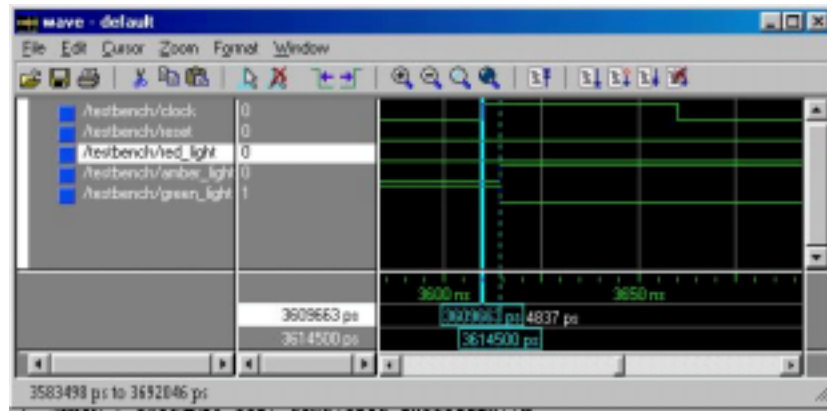 wave - default
File Edit Cursor Zoom Format Window
/testbench/clock 0
/testbench/reset 0
/testbench/red_light 0
/testbench/amber_light 0
/testbench/green_light 1
3600 ns 3650 ns
3609663 ps 3609663 ps 4837 ps
3614500 ps 3614500 ps
3583498 ps to 3692046 ps